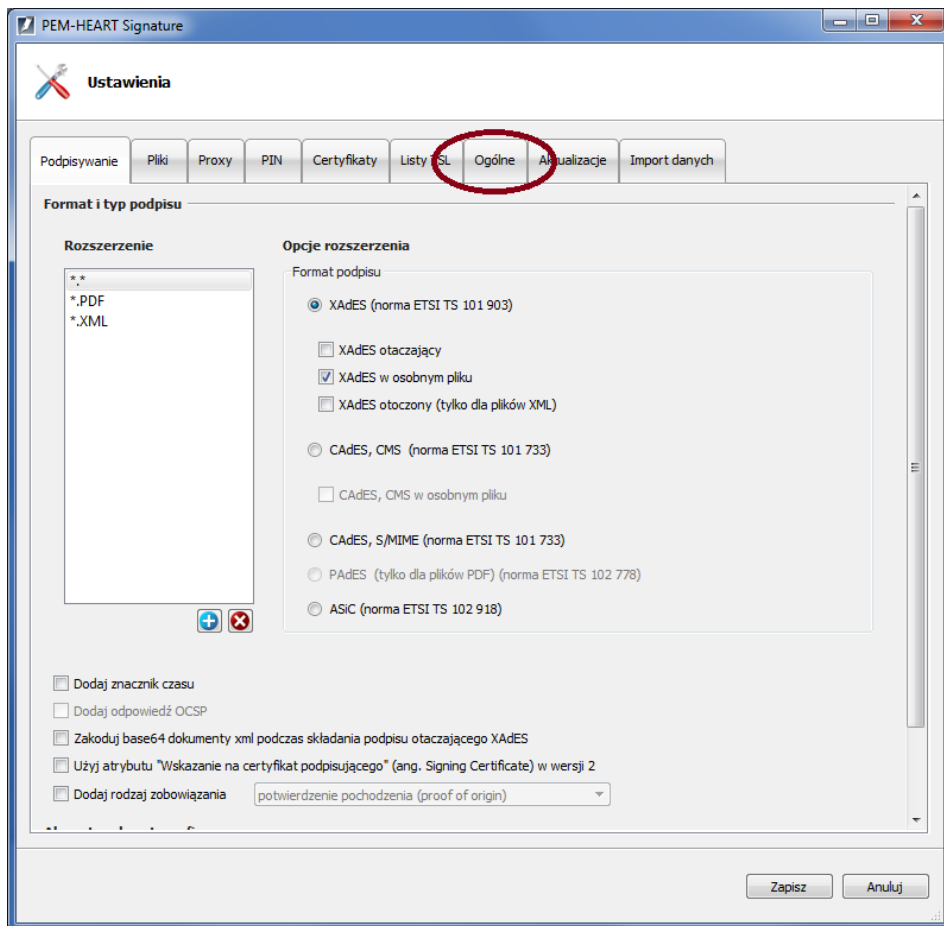 PEM-HEART Signature
Ustawienia
Podpisywanie Pliki Proxy PIN Certyfikaty Listy TSL Ogólne Aktualizacje Import danych
Format i typ podpisu
Rozszerzenie Opcje rozszerzenia
Format podpisu
*.*
*.PDF
*.XML
XAdES (norma ETSI TS 101 903)
XAdES otaczający
XAdES w osobnym pliku
XAdES otoczony (tylko dla plików XML)
CAdES, CMS (norma ETSI TS 101 733)
CAdES, CMS w osobnym pliku
CAdES, S/MIME (norma ETSI TS 101 733)
PAdES (tylko dla plików PDF) (norma ETSI TS 102 778)
ASiC (norma ETSI TS 102 918)
Dodaj znacznik czasu
Dodaj odpowiedź OCSP
Zakoduj base64 dokumenty xml podczas składania podpisu otaczającego XAdES
Użyj atrybutu "Wskazanie na certyfikat podpisującego" (ang. Signing Certificate) w wersji 2
Dodaj rodzaj zobowiązania potwierdzenie pochodzenia (proof of origin)
Zapisz Anuluj